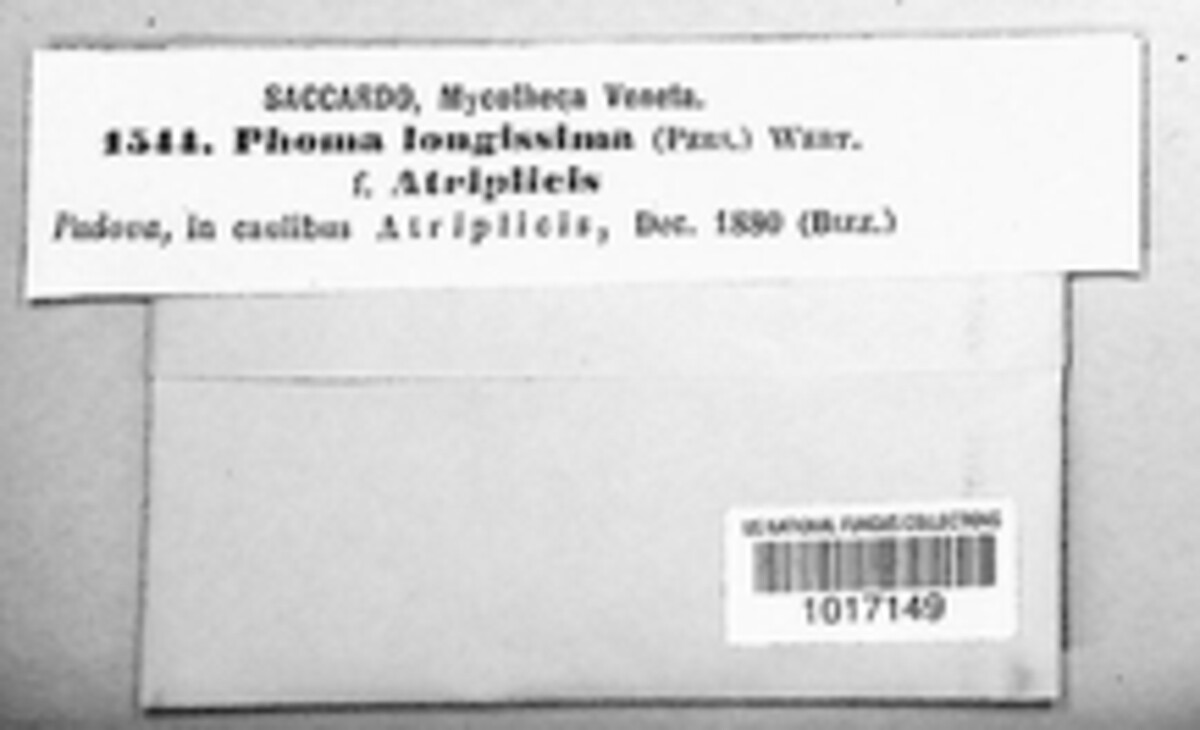 SACCARDO, Mycotheca Veneta.
1544. Phoma longissima (PERS.) WEST.
f. Atriplicis
Padova, in caulibus Atriplicis, Dec. 1880 (BIZZ.)
US NATIONAL FUNGUS COLLECTIONS
1017149